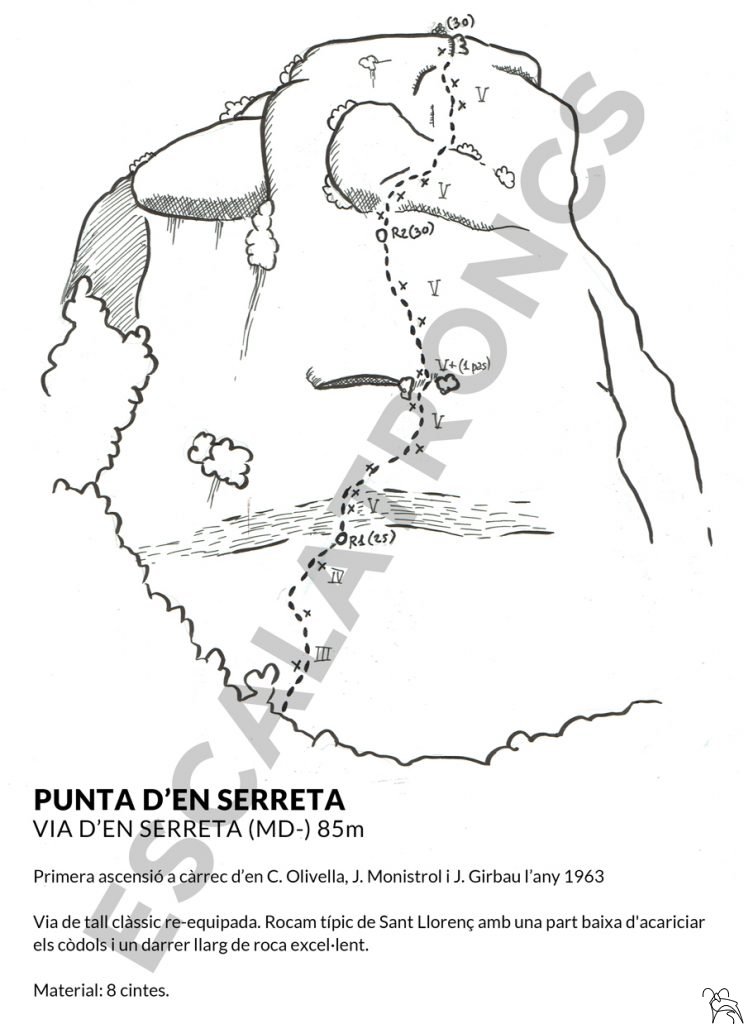 (30)
V
V
R2(30)
V
V+(1 pas)
V
V
R1(25)
IV
III
ESCALATRONCS
PUNTA D'EN SERRETA
VIA D'EN SERRETA (MD-) 85m
Primera ascensió a càrrec d'en C. Olivella, J. Monistrol i J. Girbau l'any 1963
Via de tall clàssic re-equipada. Rocam típic de Sant Llorenç amb una part baixa d'acariciar
els còdols i un darrer llarg de roca excel·lent.
Material: 8 cintes.